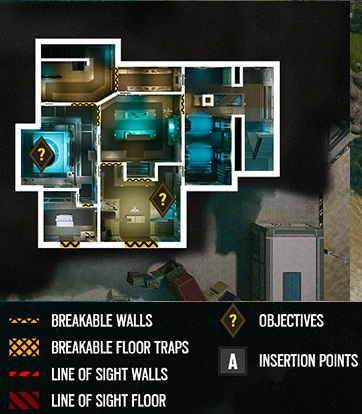 ?
?
BREAKABLE WALLS
? OBJECTIVES
BREAKABLE FLOOR TRAPS
A INSERTION POINTS
LINE OF SIGHT WALLS
LINE OF SIGHT FLOOR